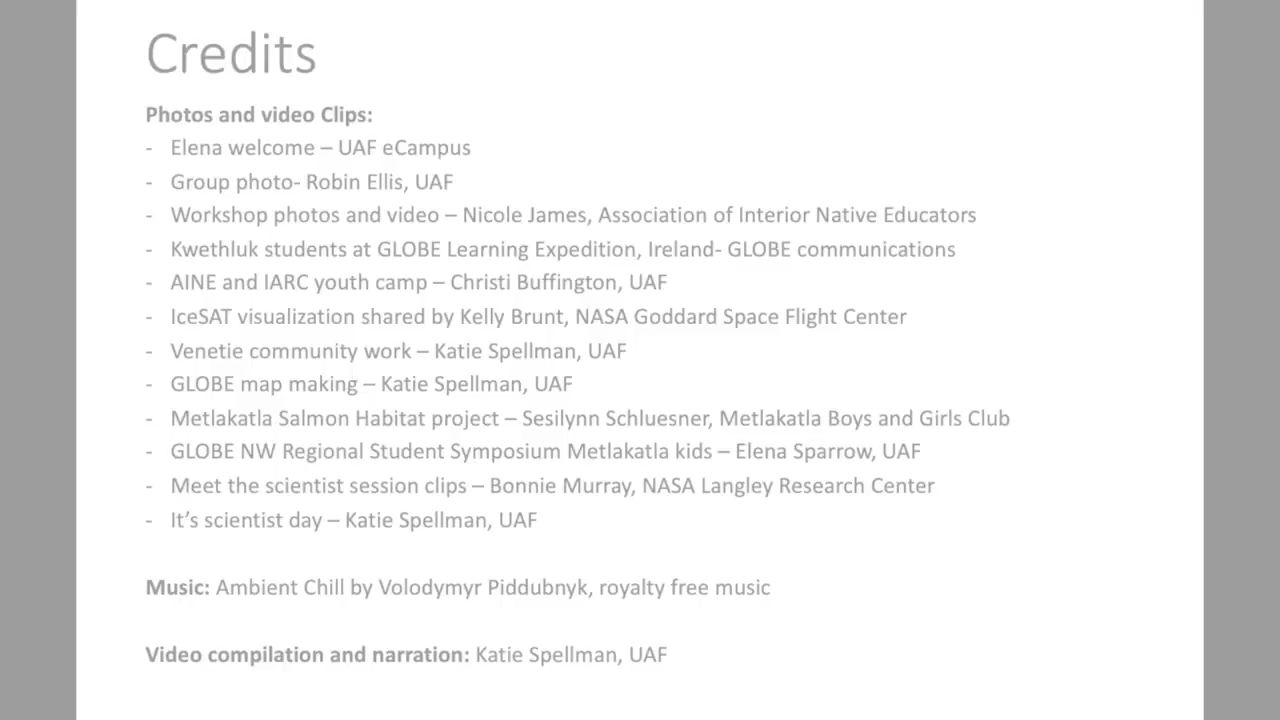 Credits
Photos and video Clips:
- Elena welcome – UAF eCampus
- Group photo- Robin Ellis, UAF
- Workshop photos and video – Nicole James, Association of Interior Native Educators
- Kwethluk students at GLOBE Learning Expedition, Ireland- GLOBE communications
- AINE and IARC youth camp – Christi Buffington, UAF
- IceSAT visualization shared by Kelly Brunt, NASA Goddard Space Flight Center
- Venetie community work – Katie Spellman, UAF
- GLOBE map making – Katie Spellman, UAF
- Metlakatla Salmon Habitat project – Sesilynn Schluesner, Metlakatla Boys and Girls Club
- GLOBE NW Regional Student Symposium Metlakatla kids – Elena Sparrow, UAF
- Meet the scientist session clips – Bonnie Murray, NASA Langley Research Center
- It’s scientist day – Katie Spellman, UAF
Music: Ambient Chill by Volodymyr Piddubnyk, royalty free music
Video compilation and narration: Katie Spellman, UAF